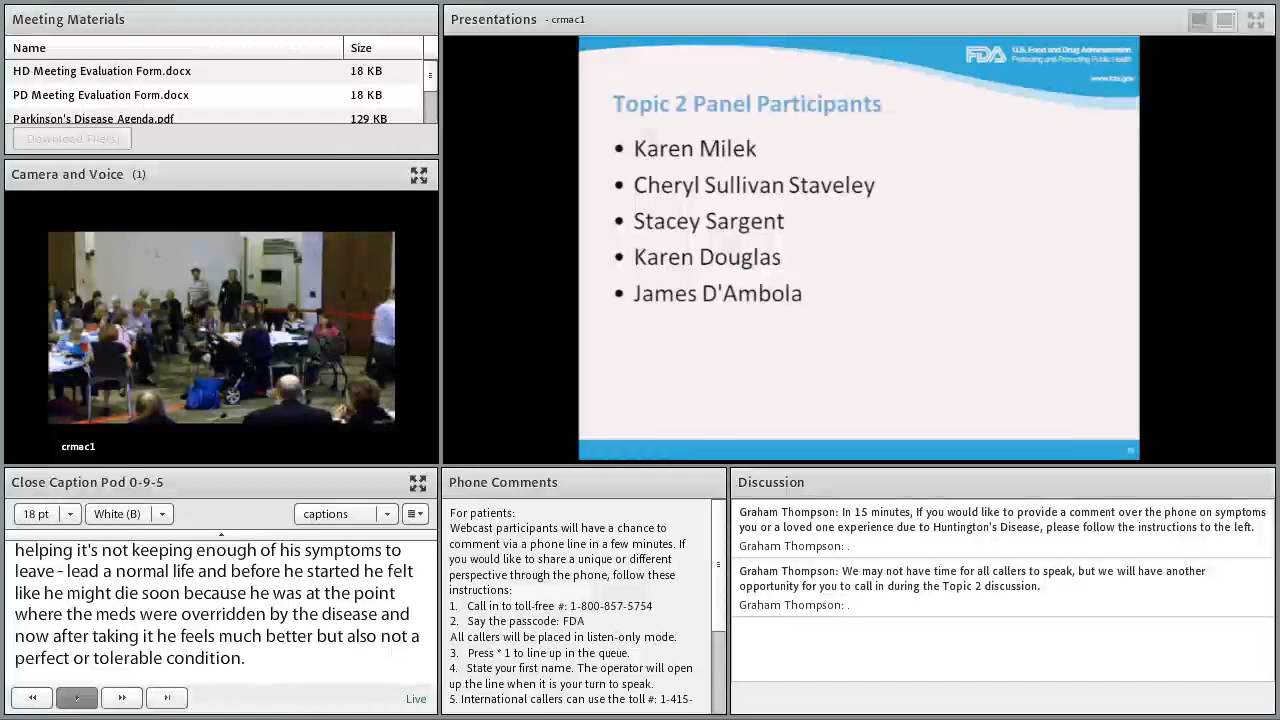 Meeting Materials
Name Size
HD Meeting Evaluation Form.docx 18 KB
PD Meeting Evaluation Form.docx 18 KB
Parkinson's Disease Agenda.pdf 129 KB
Download File(s)
Camera and Voice (1)
crmac1
Presentations - crmac1
FDA U.S. Food and Drug Administration
Protecting and Promoting Public Health
www.fda.gov
Topic 2 Panel Participants
• Karen Milek
• Cheryl Sullivan Staveley
• Stacey Sargent
• Karen Douglas
• James D'Ambola
Close Caption Pod 0-9-5
18 pt White (B) captions
helping it's not keeping enough of his symptoms to
leave - lead a normal life and before he started he felt
like he might die soon because he was at the point
where the meds were overridden by the disease and
now after taking it he feels much better but also not a
perfect or tolerable condition.
Live
Phone Comments
For patients:
Webcast participants will have a chance to
comment via a phone line in a few minutes. If
you would like to share a unique or different
perspective through the phone, follow these
instructions:
1. Call in to toll-free #: 1-800-857-5754
2. Say the passcode: FDA
All callers will be placed in listen-only mode.
3. Press * 1 to line up in the queue.
4. State your first name. The operator will open
up the line when it is your turn to speak.
5. International callers can use the toll #: 1-415-
Discussion
Graham Thompson: In 15 minutes, If you would like to provide a comment over the phone on symptoms
you or a loved one experience due to Huntington's Disease, please follow the instructions to the left.
Graham Thompson: .
Graham Thompson: We may not have time for all callers to speak, but we will have another
opportunity for you to call in during the Topic 2 discussion.
Graham Thompson: .